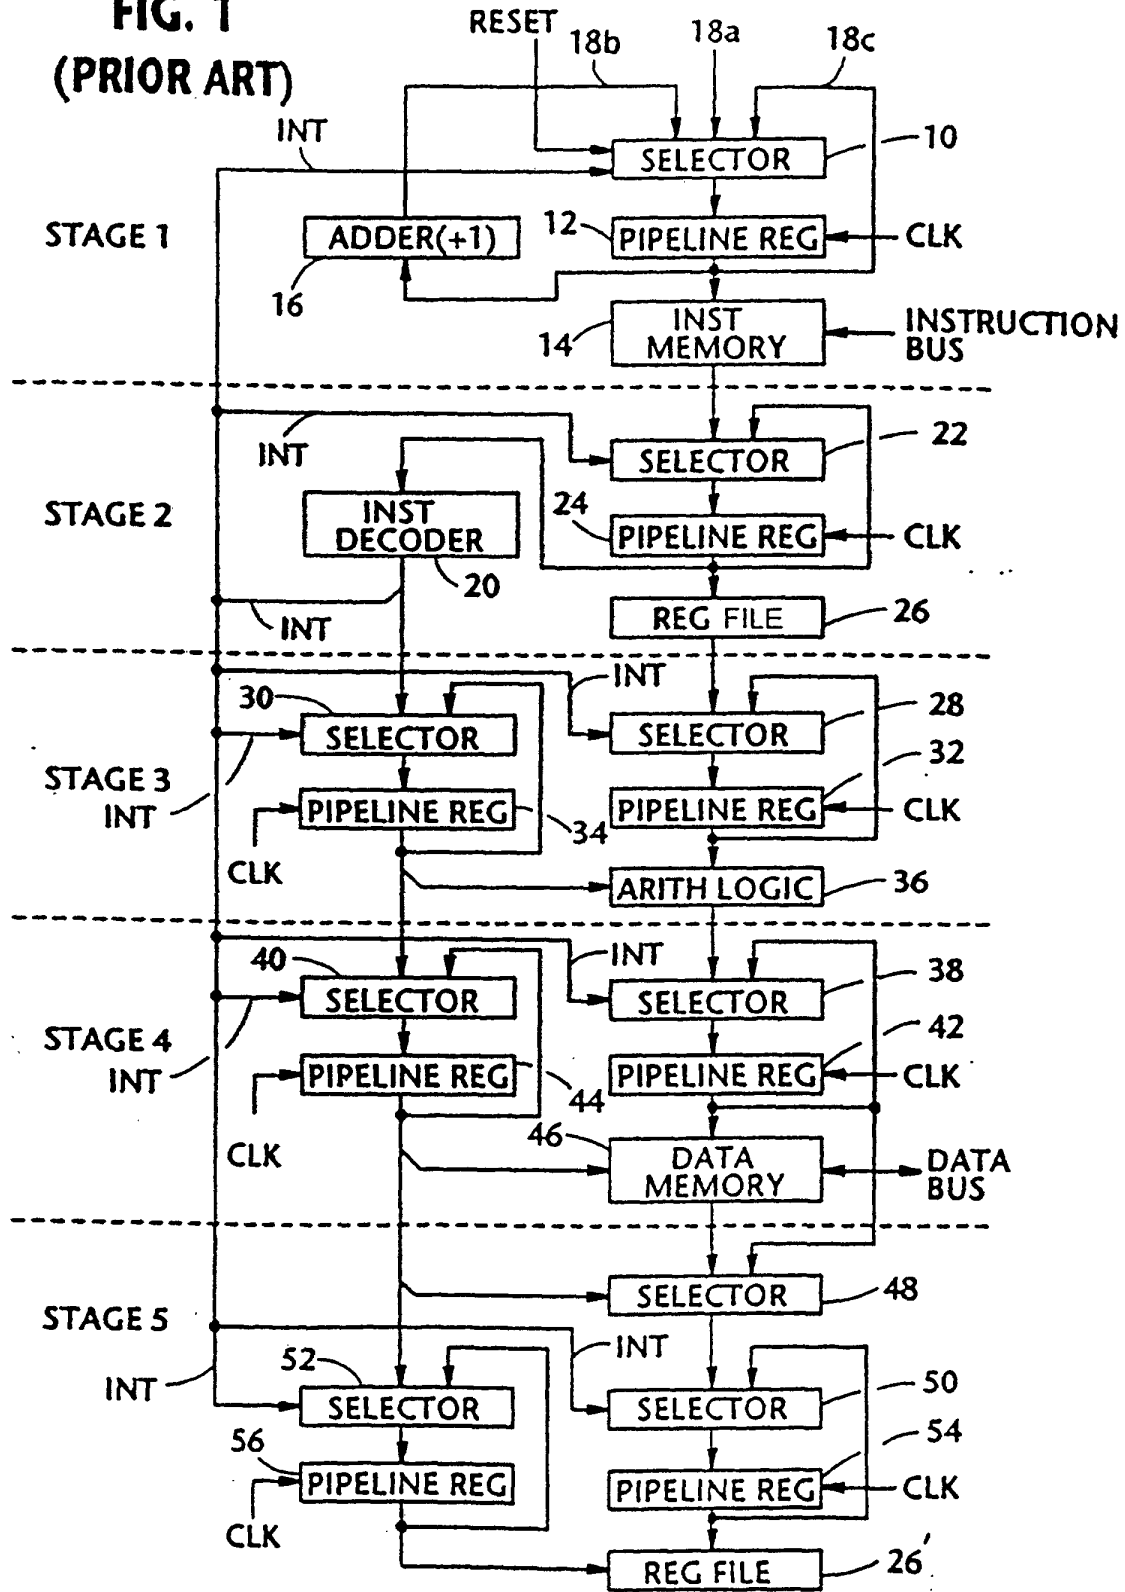 FIG. 1
(PRIOR ART)
RESET
18b
18a
18c
INT
SELECTOR
10
STAGE 1
ADDER(+1)
16
12
PIPELINE REG
CLK
14
INST
MEMORY
INSTRUCTION
BUS
INT
SELECTOR
22
STAGE 2
INST
DECODER
20
24
PIPELINE REG
CLK
INT
REG FILE
26
INT
30
SELECTOR
SELECTOR
28
STAGE 3
INT
PIPELINE REG
34
PIPELINE REG
32
CLK
CLK
ARITH LOGIC
36
INT
40
SELECTOR
SELECTOR
38
STAGE 4
INT
PIPELINE REG
44
PIPELINE REG
42
CLK
CLK
46
DATA
MEMORY
DATA
BUS
SELECTOR
48
STAGE 5
INT
INT
52
SELECTOR
SELECTOR
50
56
PIPELINE REG
PIPELINE REG
54
CLK
CLK
REG FILE
26'